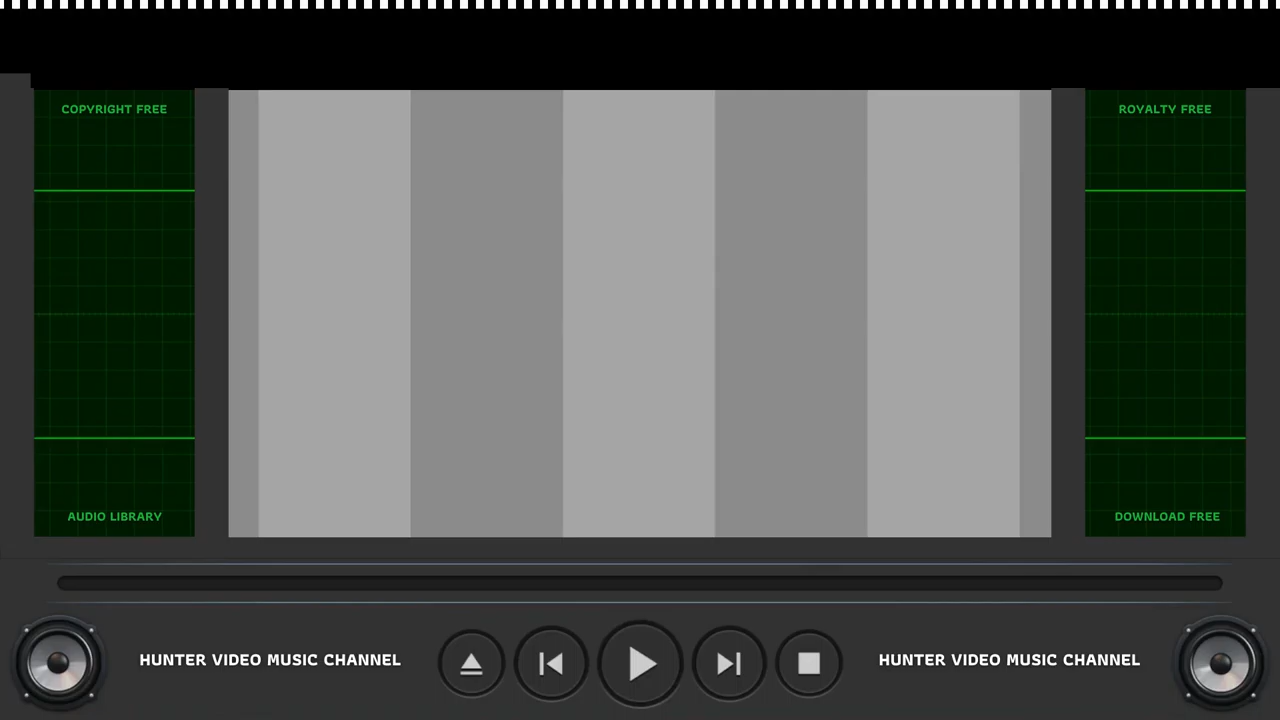 COPYRIGHT FREE
ROYALTY FREE
AUDIO LIBRARY
DOWNLOAD FREE
HUNTER VIDEO MUSIC CHANNEL
HUNTER VIDEO MUSIC CHANNEL